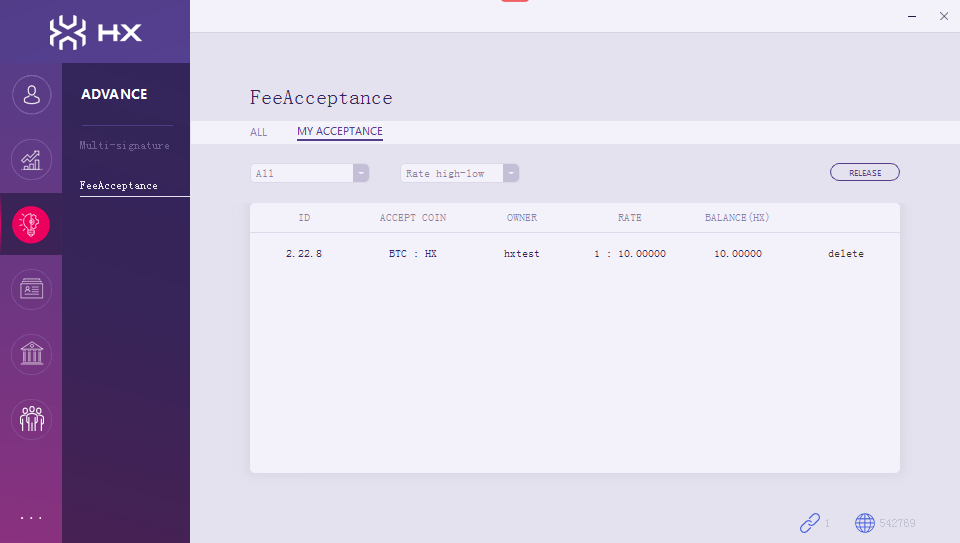 HX
ADVANCE
Multi-signature
FeeAcceptance
...
FeeAcceptance
ALL MY ACCEPTANCE
All Rate high-low RELEASE
ID ACCEPT COIN OWNER RATE BALANCE(HX)
2.22.8 BTC : HX hxtest 1 : 10.00000 10.00000 delete
1 542769